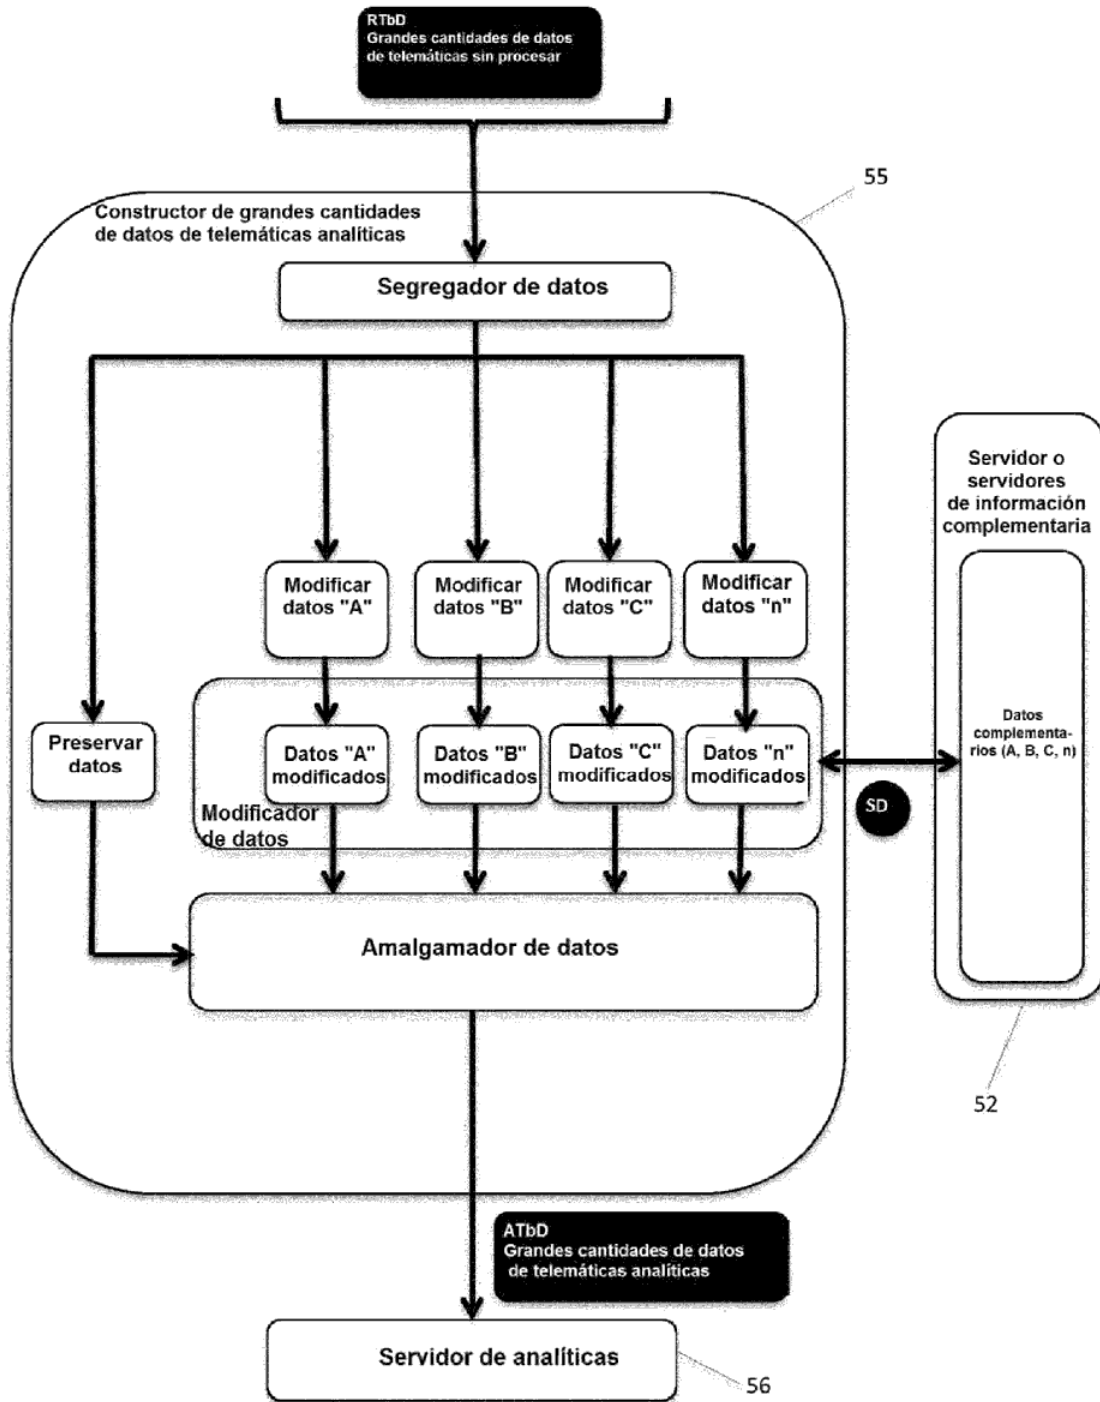 RTbD
Grandes cantidades de datos
de telemáticas sin procesar
55
Constructor de grandes cantidades
de datos de telemáticas analíticas
Segregador de datos
Servidor o
servidores
de información
complementaria
Modificar
datos "A"
Modificar
datos "B"
Modificar
datos "C"
Modificar
datos "n"
Preservar
datos
Datos "A"
modificados
Datos "B"
modificados
Datos "C"
modificados
Datos "n"
modificados
Datos
complementa-
rios (A, B, C, n)
SD
Modificador
de datos
Amalgamador de datos
52
ATbD
Grandes cantidades de datos
de telemáticas analíticas
Servidor de analíticas
56